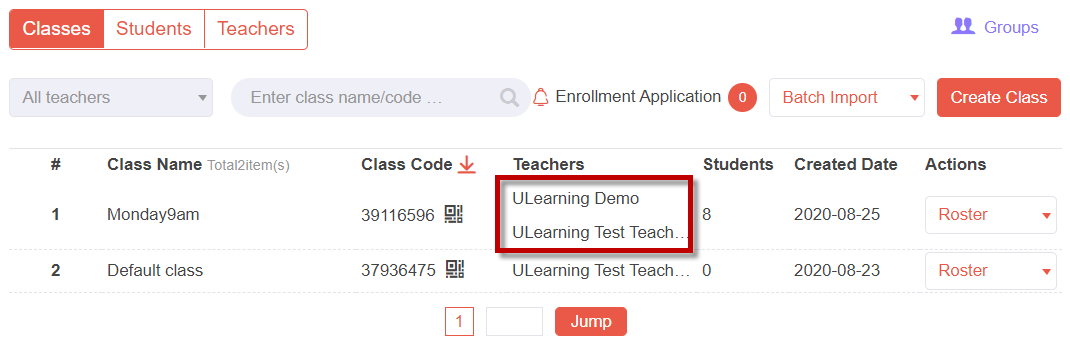 Classes Students Teachers Groups
All teachers Enter class name/code ... Enrollment Application 0 Batch Import Create Class
# Class Name Total2item(s) Class Code Teachers Students Created Date Actions
1 Monday9am 39116596 ULearning Demo 8 2020-08-25 Roster
ULearning Test Teach...
2 Default class 37936475 ULearning Test Teach... 0 2020-08-23 Roster
1 Jump